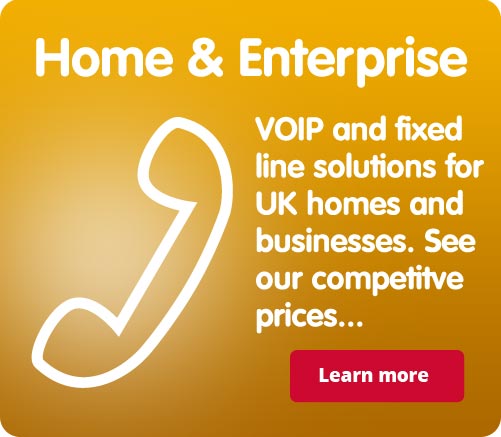 Home & Enterprise
VOIP and fixed
line solutions for
UK homes and
businesses. See
our competitve
prices...
Learn more